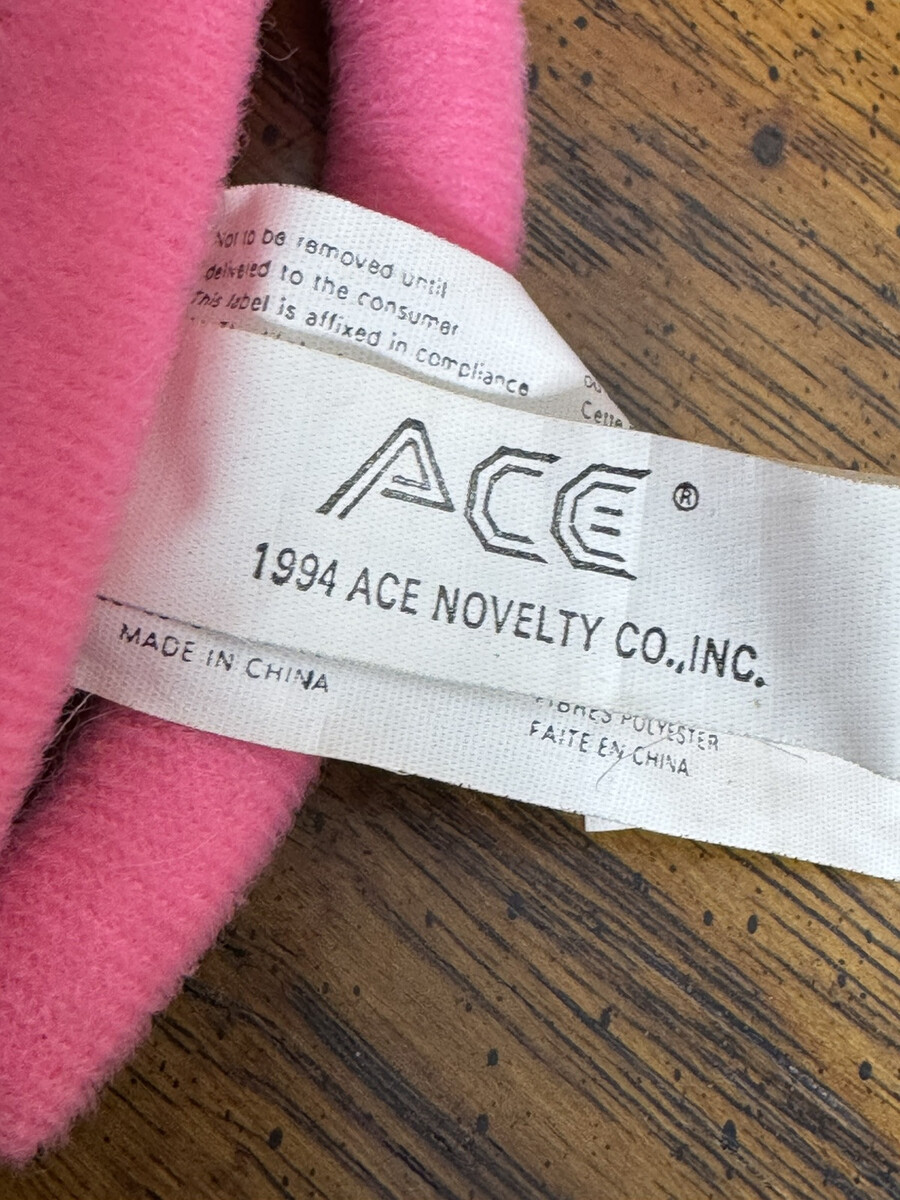 Not to be removed until
delivered to the consumer
This label is affixed in compliance
Cette
ACE ®
1994 ACE NOVELTY CO.,INC.
MADE IN CHINA
FIBRES POLYESTER
FAITE EN CHINA